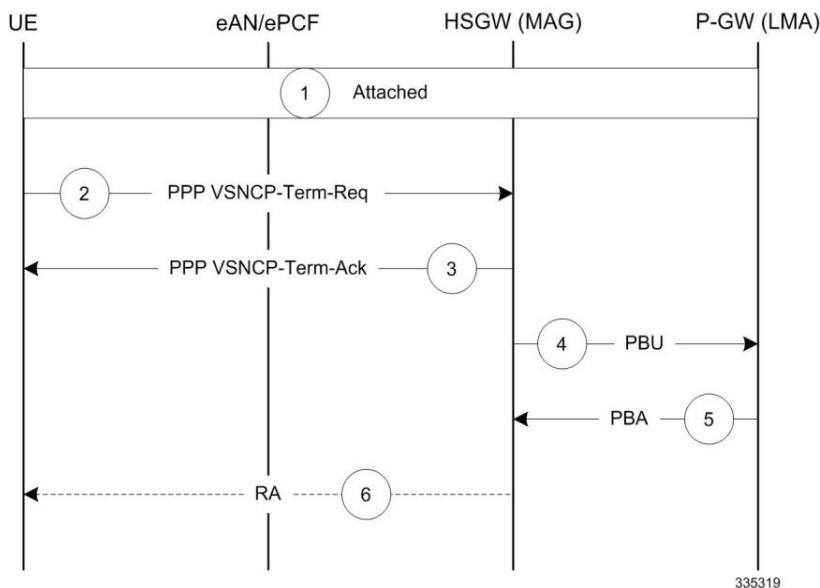 UE eAN/ePCF HSGW (MAG) P-GW (LMA)
1 Attached
2 PPP VSNCP-Term-Req
PPP VSNCP-Term-Ack 3
4 PBU
PBA 5
RA 6
335319